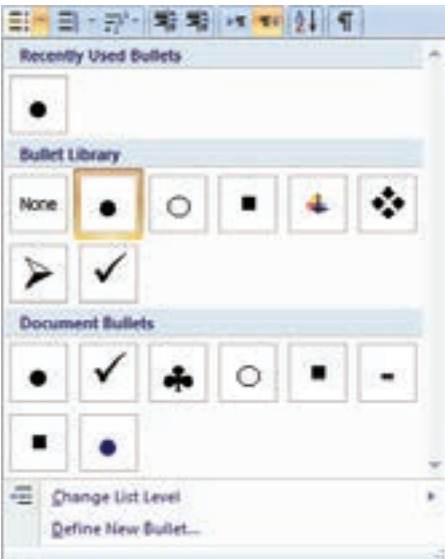 Recently Used Bullets
Bullet Library
None
Document Bullets
Change List Level
Define New Bullet...